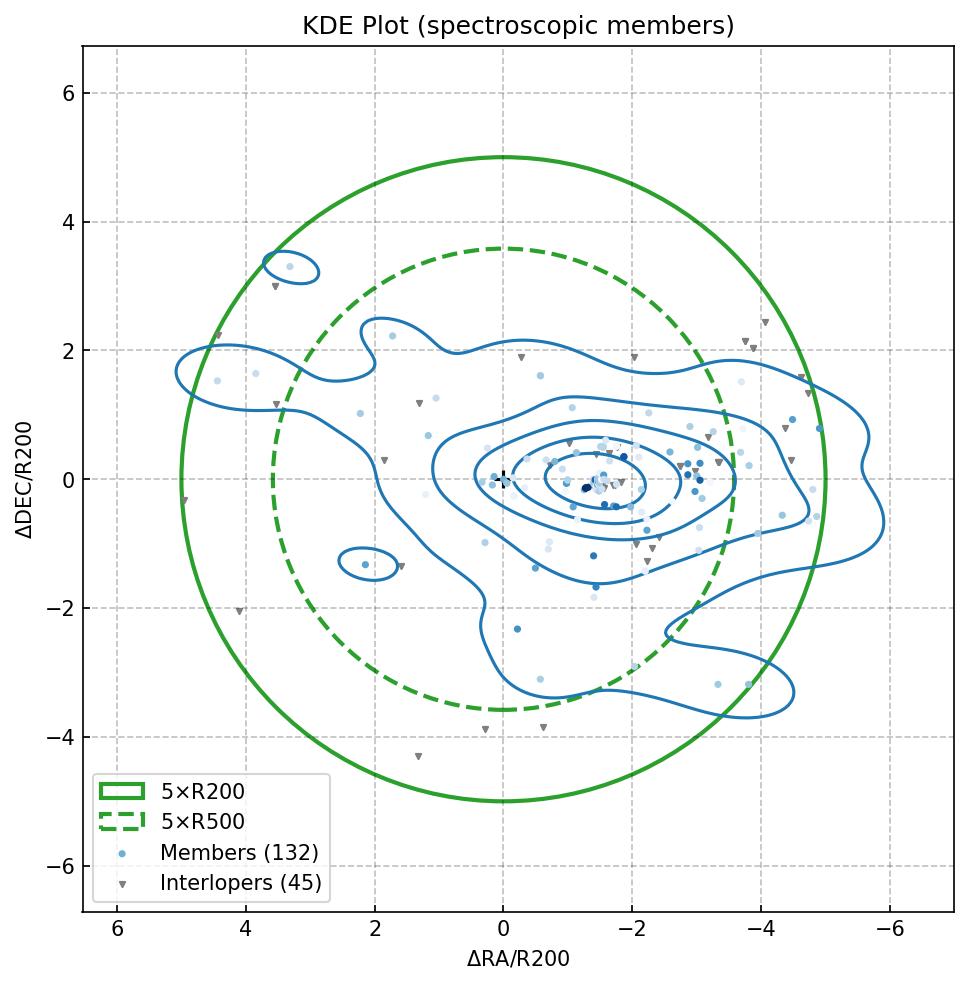 KDE Plot (spectroscopic members)
6
4
2
0
−2
−4
−6
ΔDEC/R200
5×R200
5×R500
Members (132)
Interlopers (45)
6
4
2
0
−2
−4
−6
ΔRA/R200